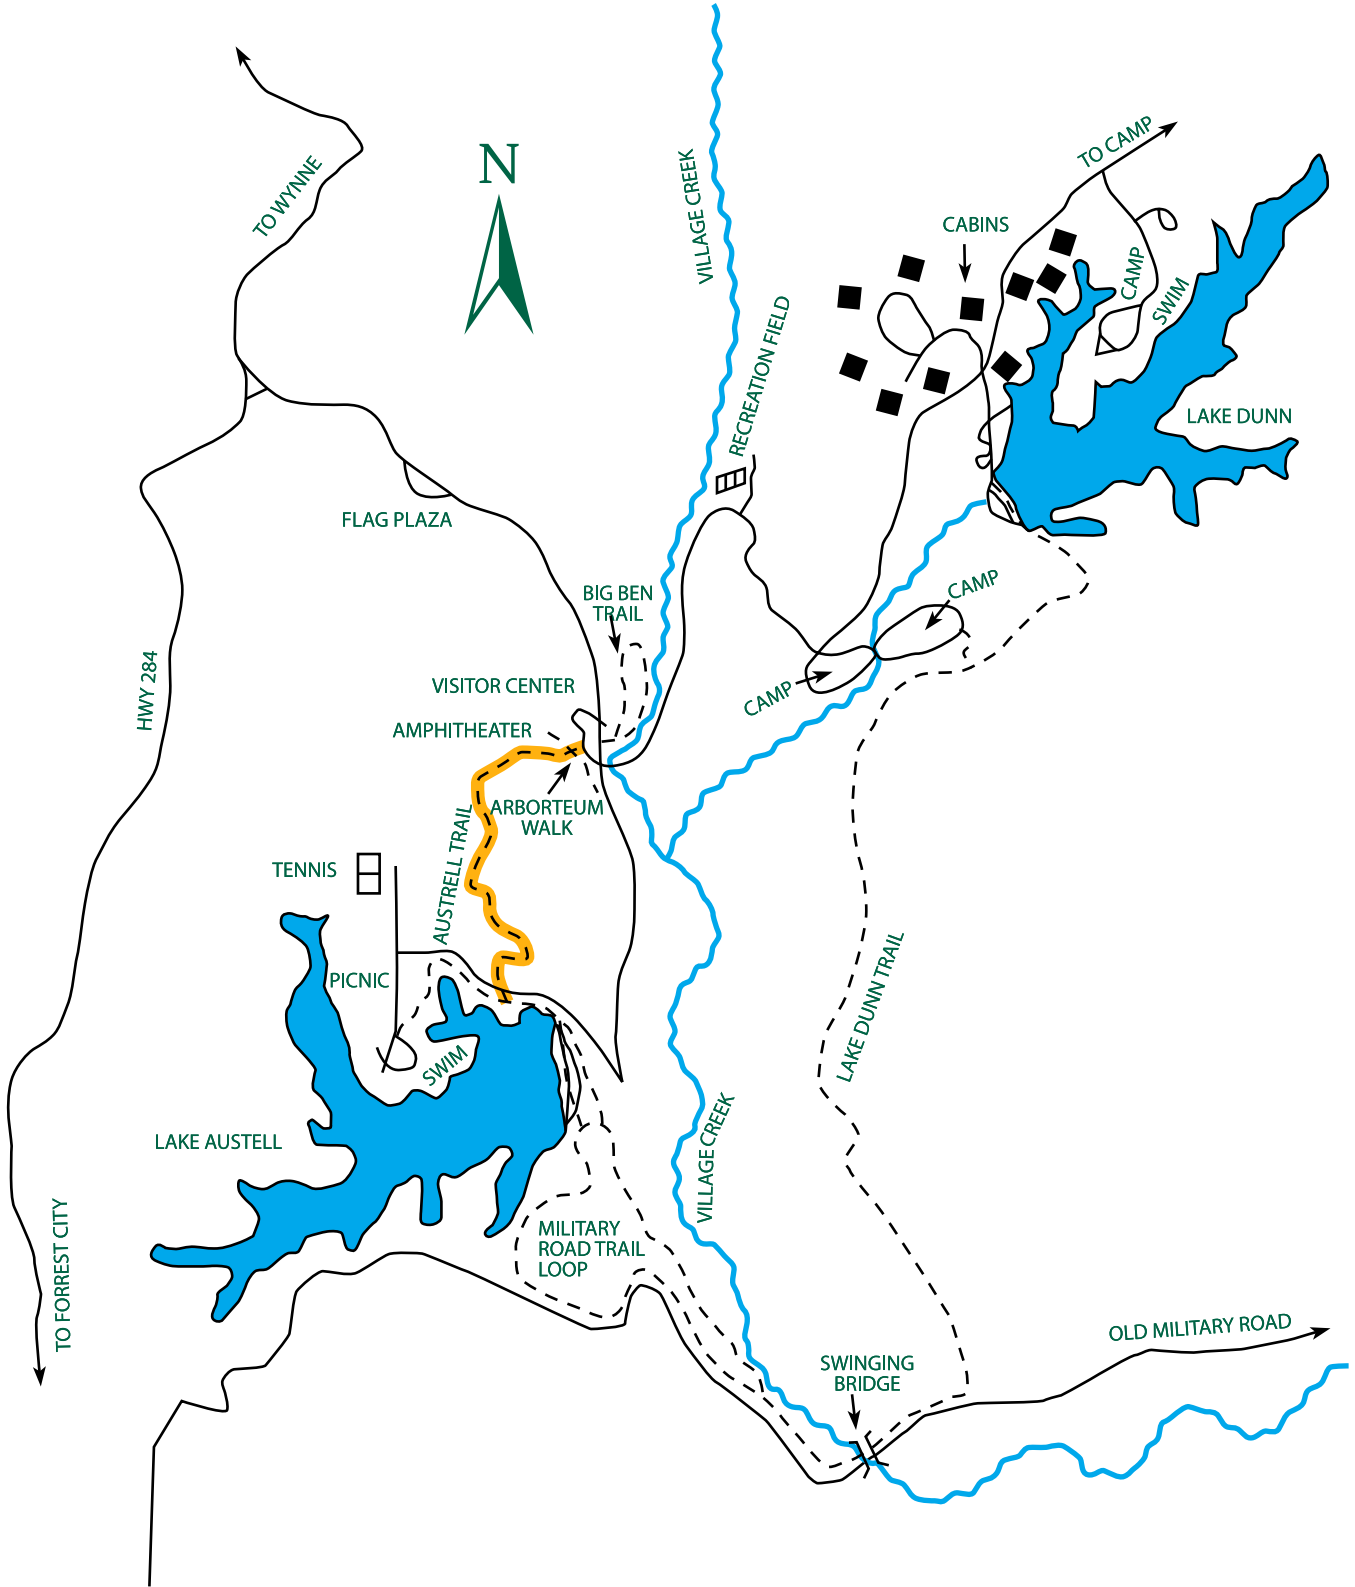 TO CAMP
N
TO WYNNE
VILLAGE CREEK
CABINS
CAMP
SWIM
RECREATION FIELD
LAKE DUNN
FLAG PLAZA
BIG BEN
TRAIL
CAMP
HWY 284
VISITOR CENTER
CAMP
AMPHITHEATER
ARBORTEUM
WALK
AUSTRELL TRAIL
TENNIS
PICNIC
LAKE DUNN TRAIL
SWIM
VILLAGE CREEK
LAKE AUSTELL
TO FORREST CITY
MILITARY
ROAD TRAIL
LOOP
OLD MILITARY ROAD
SWINGING
BRIDGE